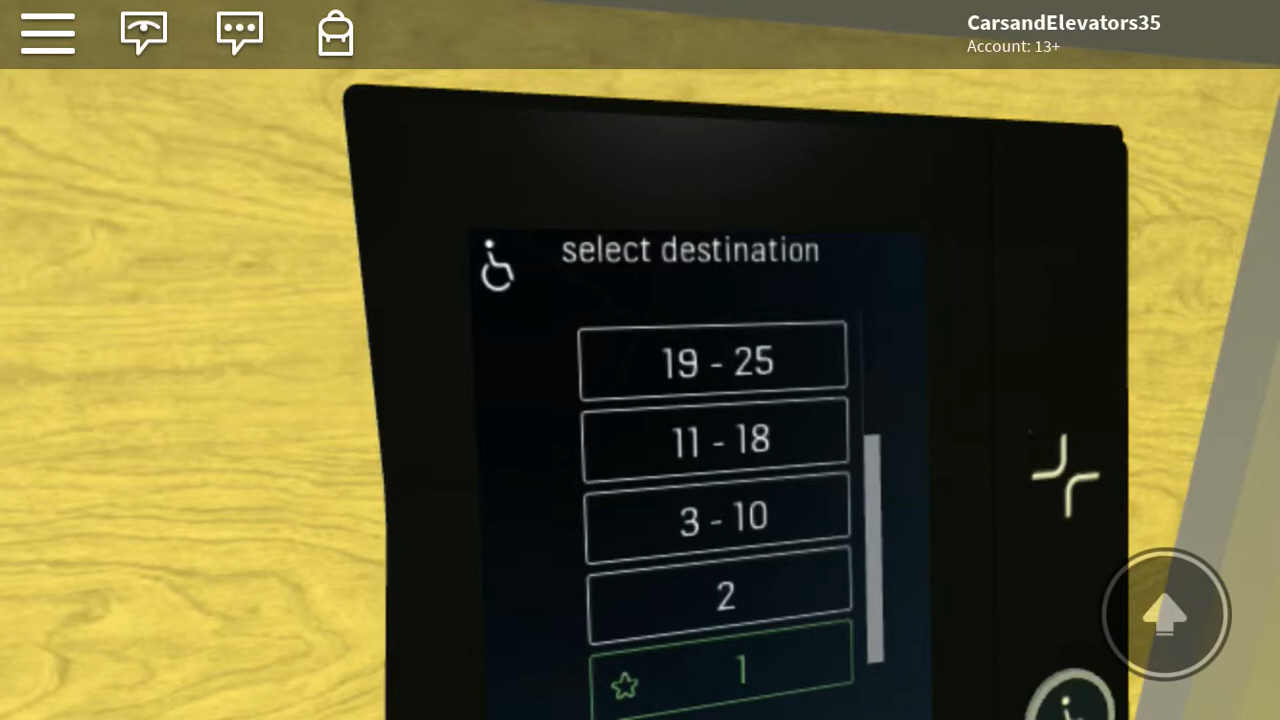 CarsandElevators35
Account: 13+
select destination
19 - 25
11 - 18
3 - 10
2
1